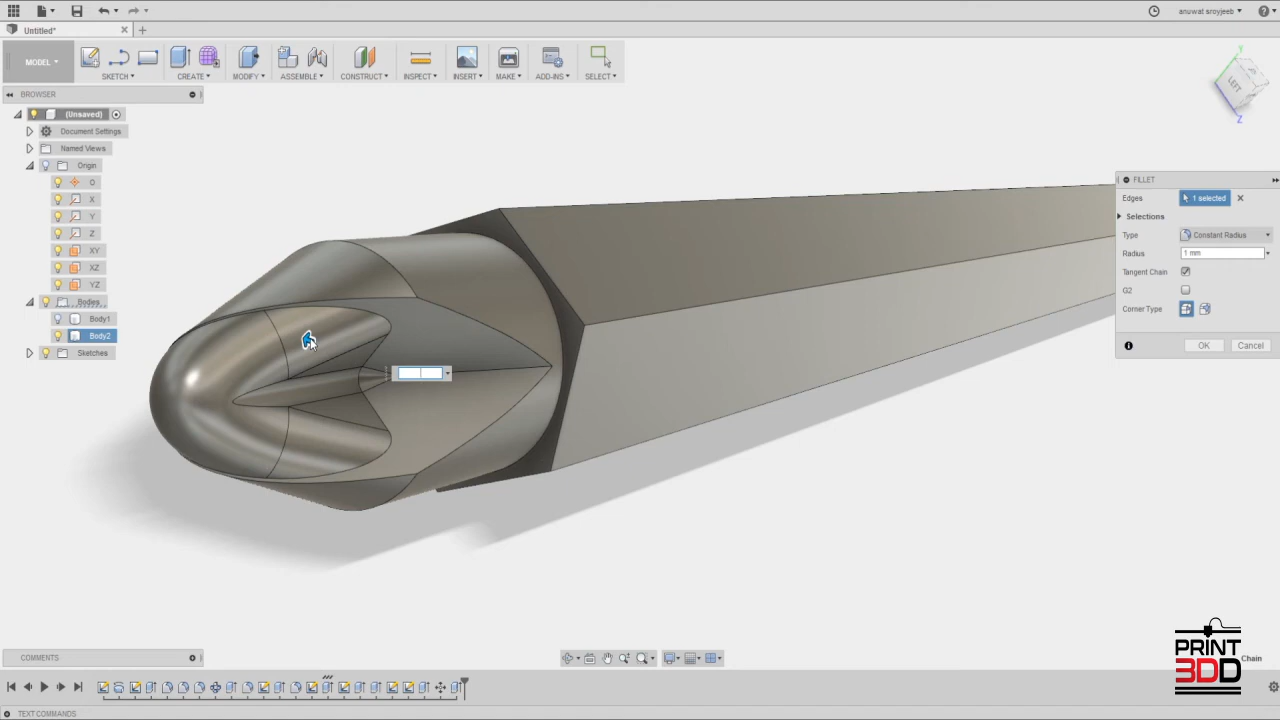 anuwat sroyjeeb
Untitled*
MODEL
SKETCH
CREATE
MODIFY
ASSEMBLE
CONSTRUCT
INSPECT
INSERT
MAKE
ADD-INS
SELECT
BROWSER
(Unsaved)
Document Settings
Named Views
Origin
O
X
Y
Z
XY
XZ
YZ
Bodies
Body1
Body2
Sketches
Y
LEFT
Z
FILLET
Edges 1 selected
Selections
Type Constant Radius
Radius 1 mm
Tangent Chain
G2
Corner Type
OK Cancel
COMMENTS
Chain
PRINT
3DD
TEXT COMMANDS